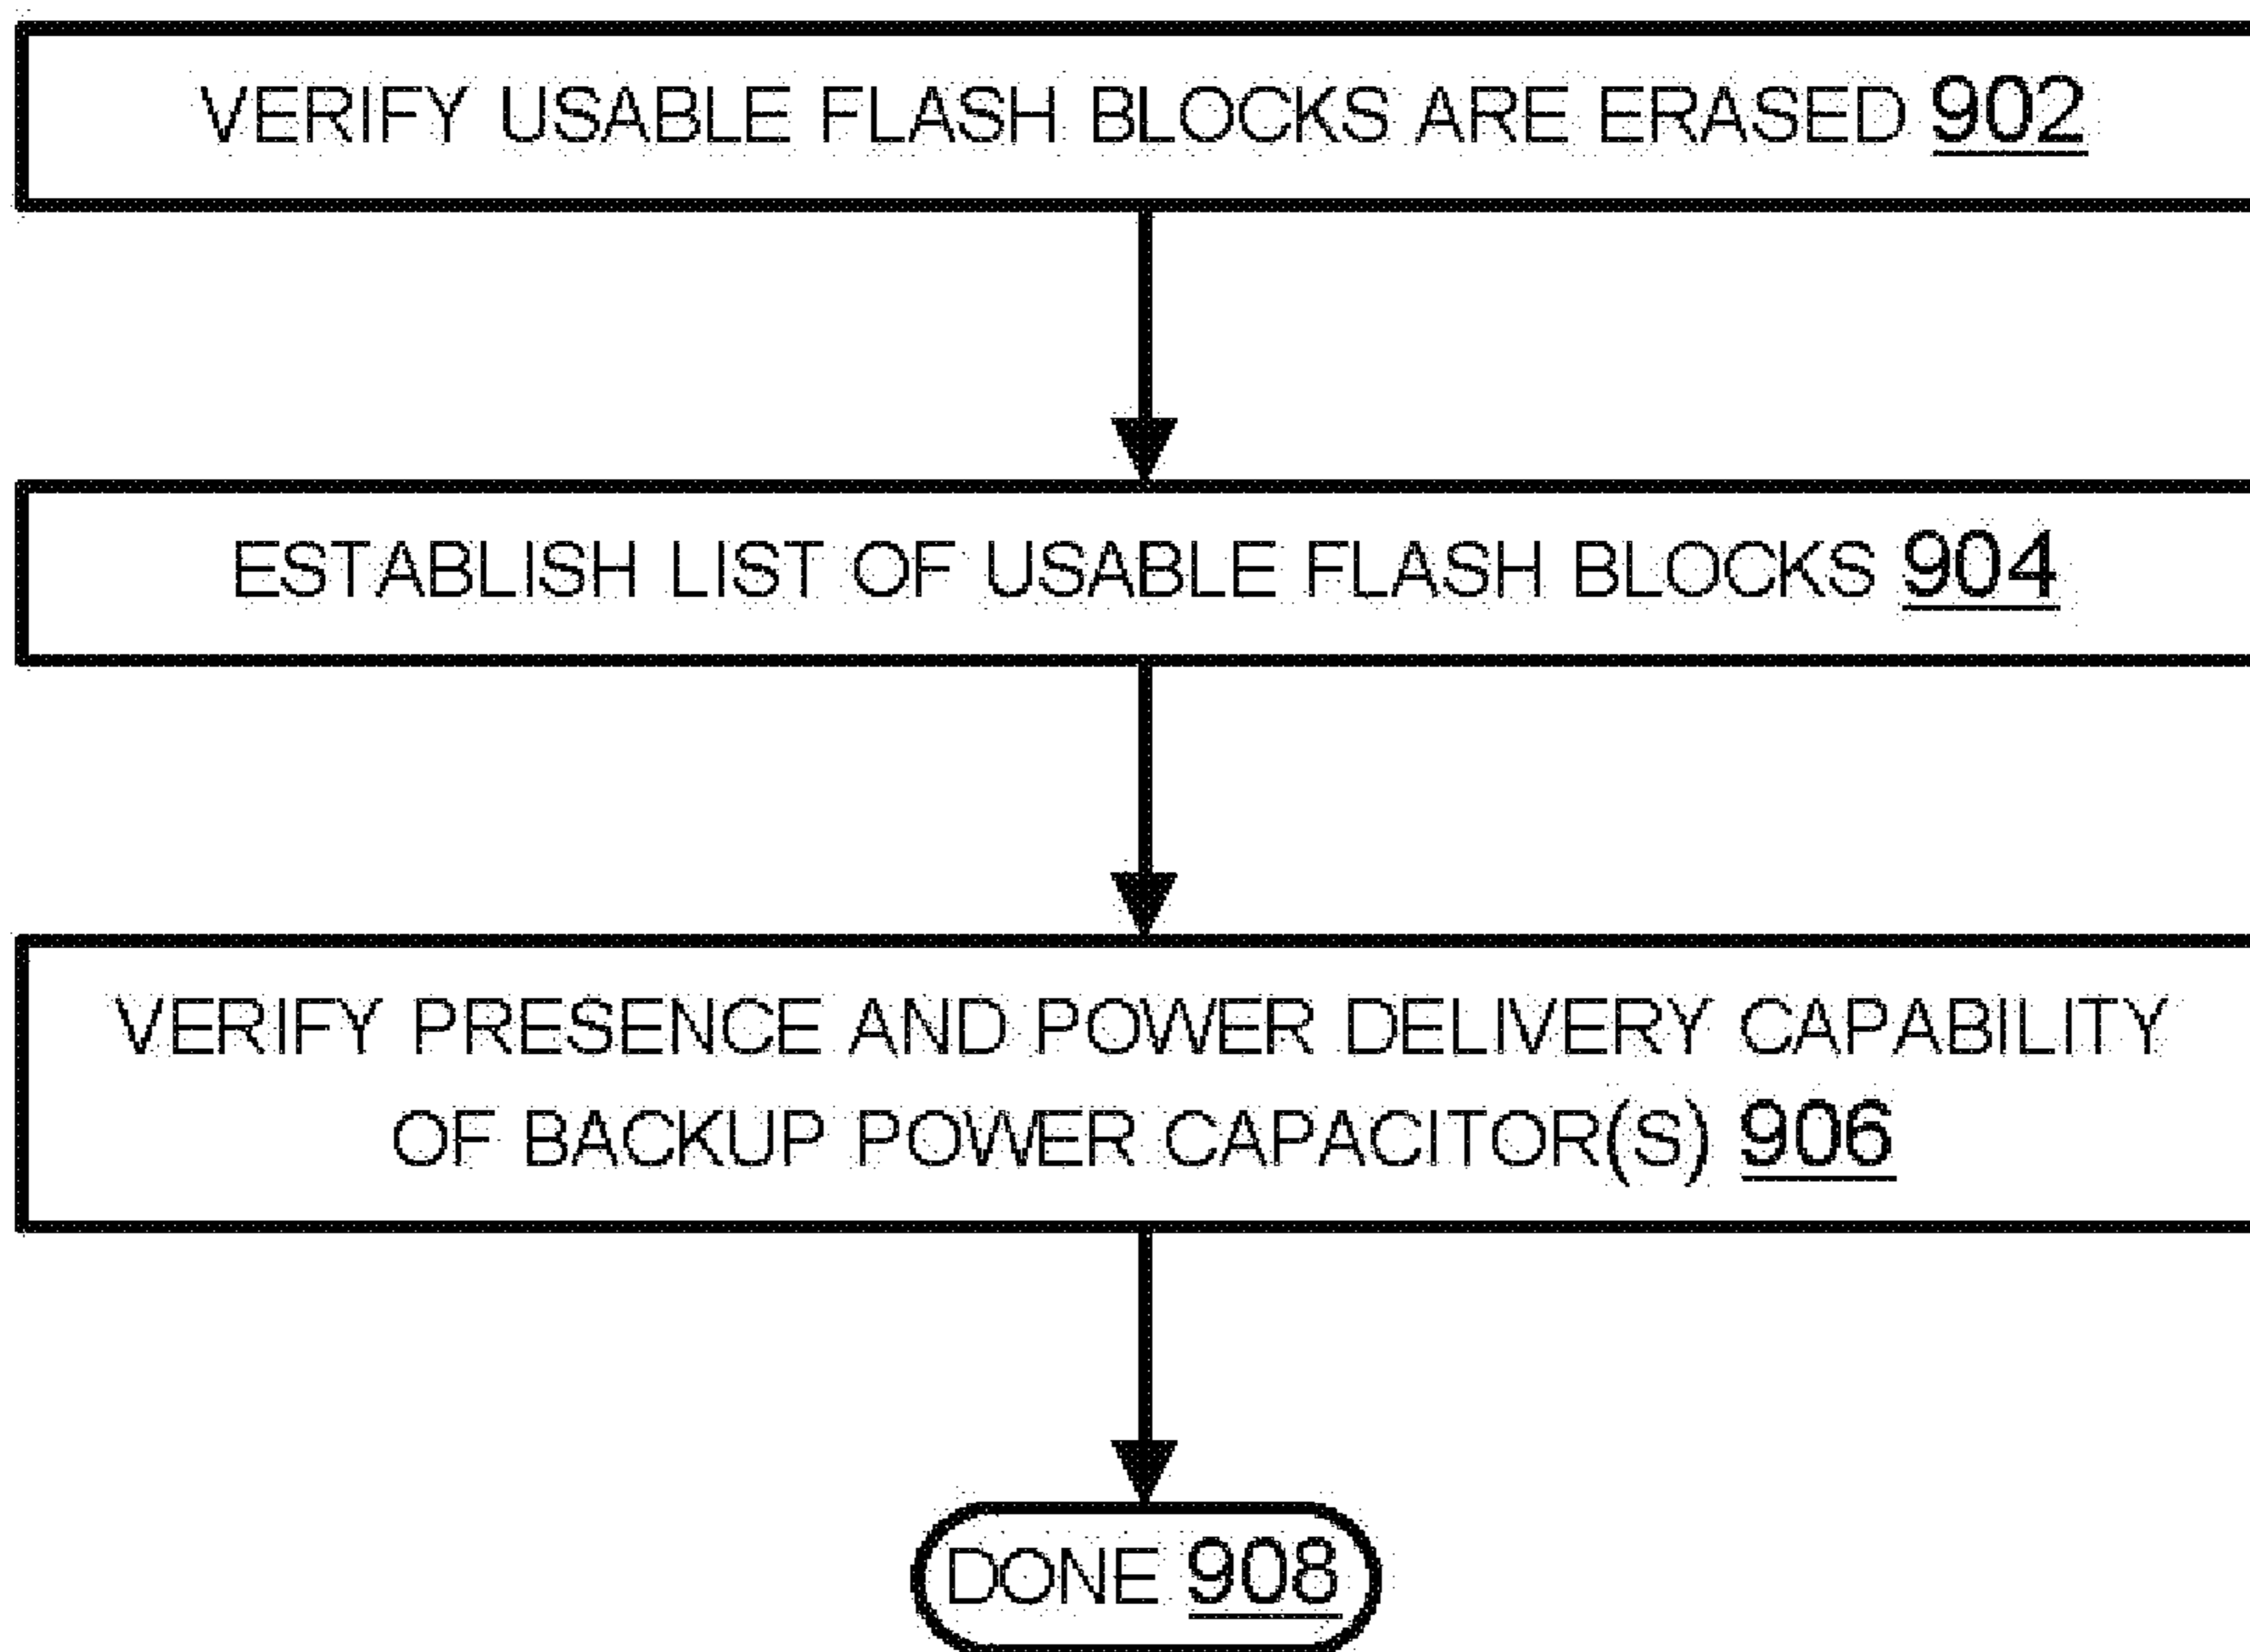 VERIFY USABLE FLASH BLOCKS ARE ERASED 902
ESTABLISH LIST OF USABLE FLASH BLOCKS 904
VERIFY PRESENCE AND POWER DELIVERY CAPABILITY
OF BACKUP POWER CAPACITOR(S) 906
DONE 908